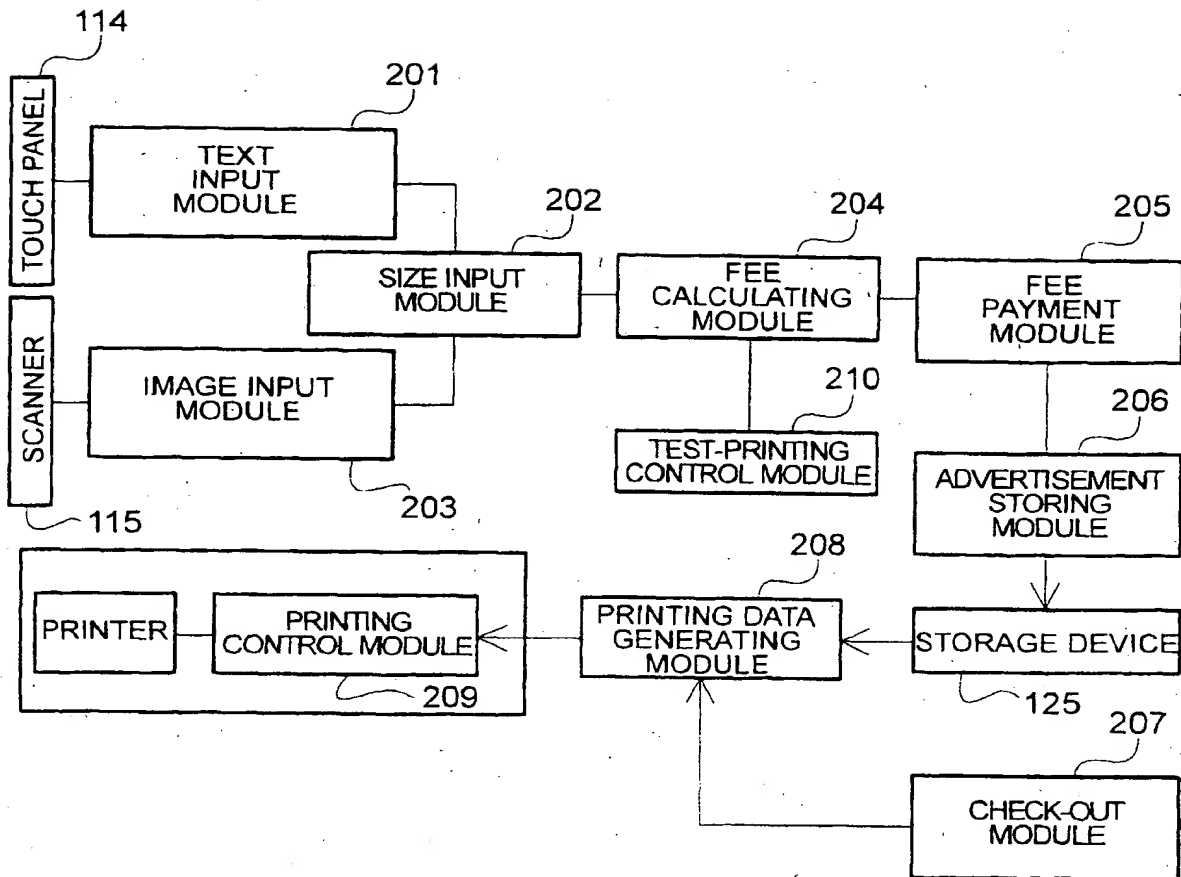 114
TOUCH PANEL
201
TEXT
INPUT
MODULE
202
SIZE INPUT
MODULE
204
FEE
CALCULATING
MODULE
205
FEE
PAYMENT
MODULE
SCANNER
115
IMAGE INPUT
MODULE
203
210
TEST-PRINTING
CONTROL MODULE
206
ADVERTISEMENT
STORING
MODULE
PRINTER
PRINTING
CONTROL MODULE
209
208
PRINTING DATA
GENERATING
MODULE
STORAGE DEVICE
125
207
CHECK-OUT
MODULE